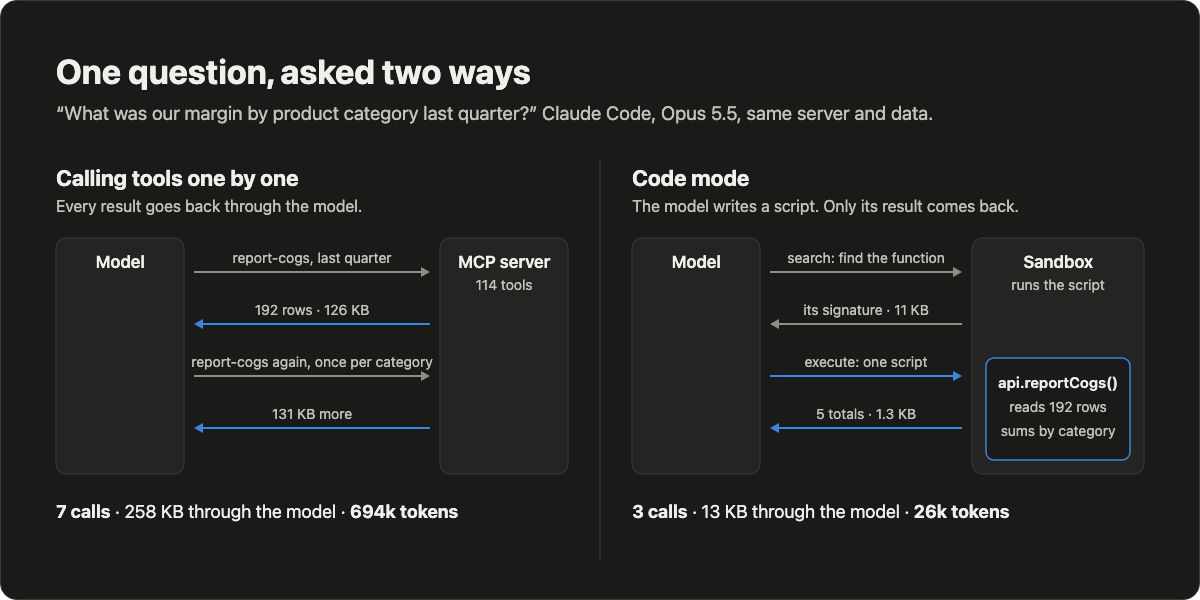 One question, asked two ways
“What was our margin by product category last quarter?” Claude Code, Opus 5.5, same server and data.
Calling tools one by one
Every result goes back through the model.
Model
report-cogs, last quarter
MCP server
114 tools
192 rows · 126 KB
report-cogs again, once per category
131 KB more
7 calls · 258 KB through the model · 694k tokens
Code mode
The model writes a script. Only its result comes back.
Model
search: find the function
Sandbox
runs the script
its signature · 11 KB
execute: one script
api.reportCogs()
reads 192 rows
sums by category
5 totals · 1.3 KB
3 calls · 13 KB through the model · 26k tokens